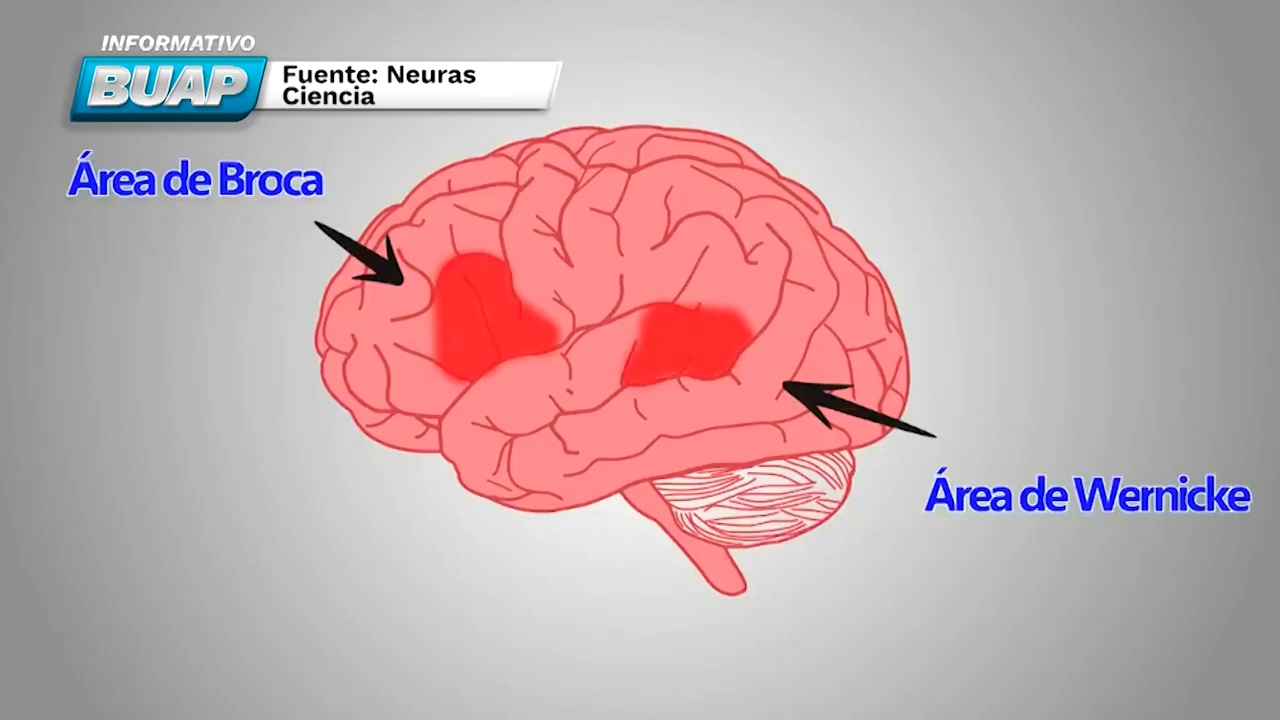 INFORMATIVO
BUAP
Fuente: Neuras
Ciencia
Área de Broca
Área de Wernicke